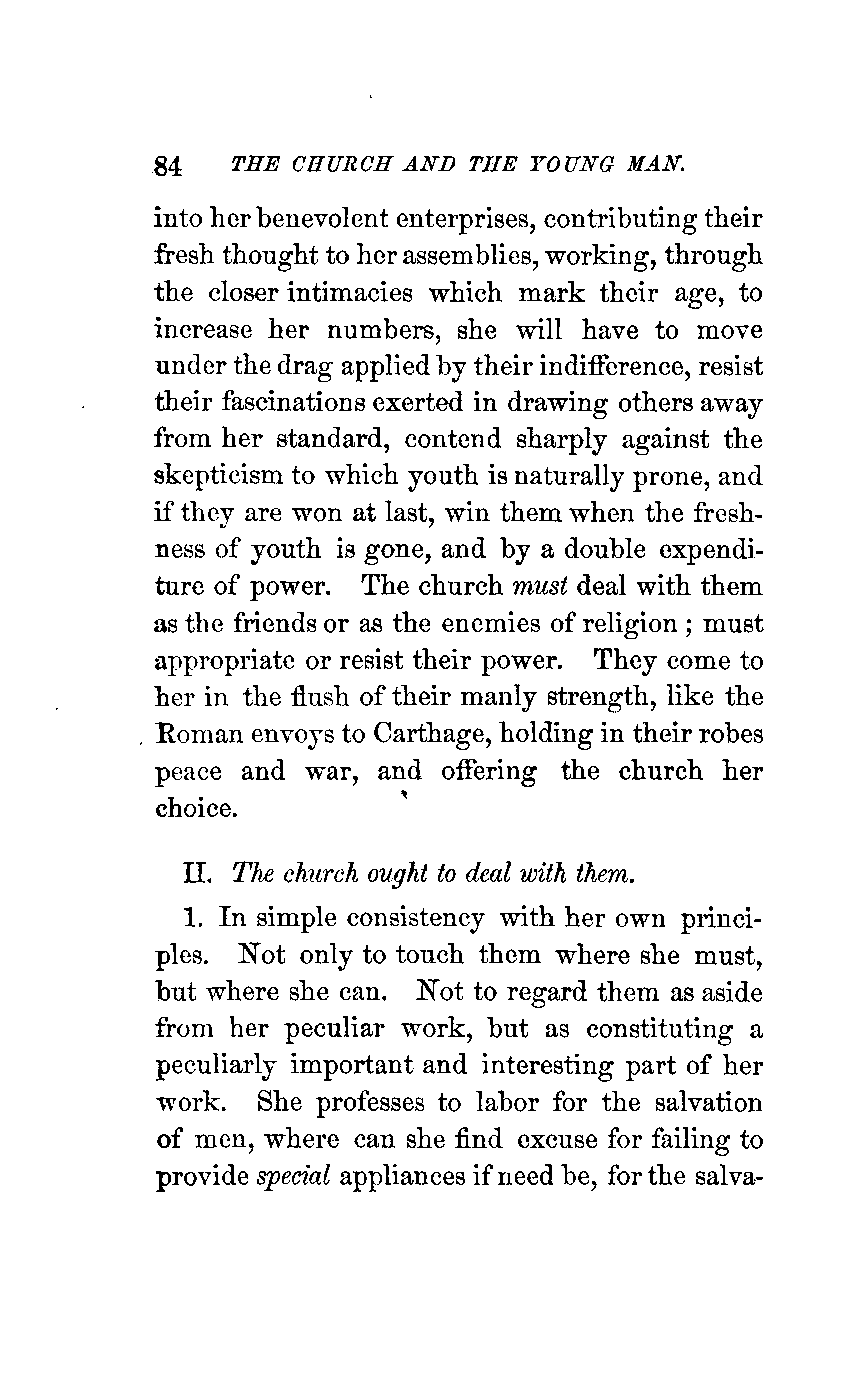 84 THE CHURCH AND THE YOUNG MAN.
into her benevolent enterprises, contributing their
fresh thought to her assemblies, working, through
the closer intimacies which mark their age, to
increase her numbers, she will have to move
under the drag applied by their indifference, resist
their fascinations exerted in drawing others away
from her standard, contend sharply against the
skepticism to which youth is naturally prone, and
if they are won at last, win them when the fresh-
ness of youth is gone, and by a double expendi-
ture of power. The church must deal with them
as the friends or as the enemies of religion ; must
appropriate or resist their power. They come to
her in the flush of their manly strength, like the
Roman envoys to Carthage, holding in their robes
peace and war, and offering the church her
choice.
II. The church ought to deal with them.
1. In simple consistency with her own princi-
ples. Not only to touch them where she must,
but where she can. Not to regard them as aside
from her peculiar work, but as constituting a
peculiarly important and interesting part of her
work. She professes to labor for the salvation
of men, where can she find excuse for failing to
provide special appliances if need be, for the salva-